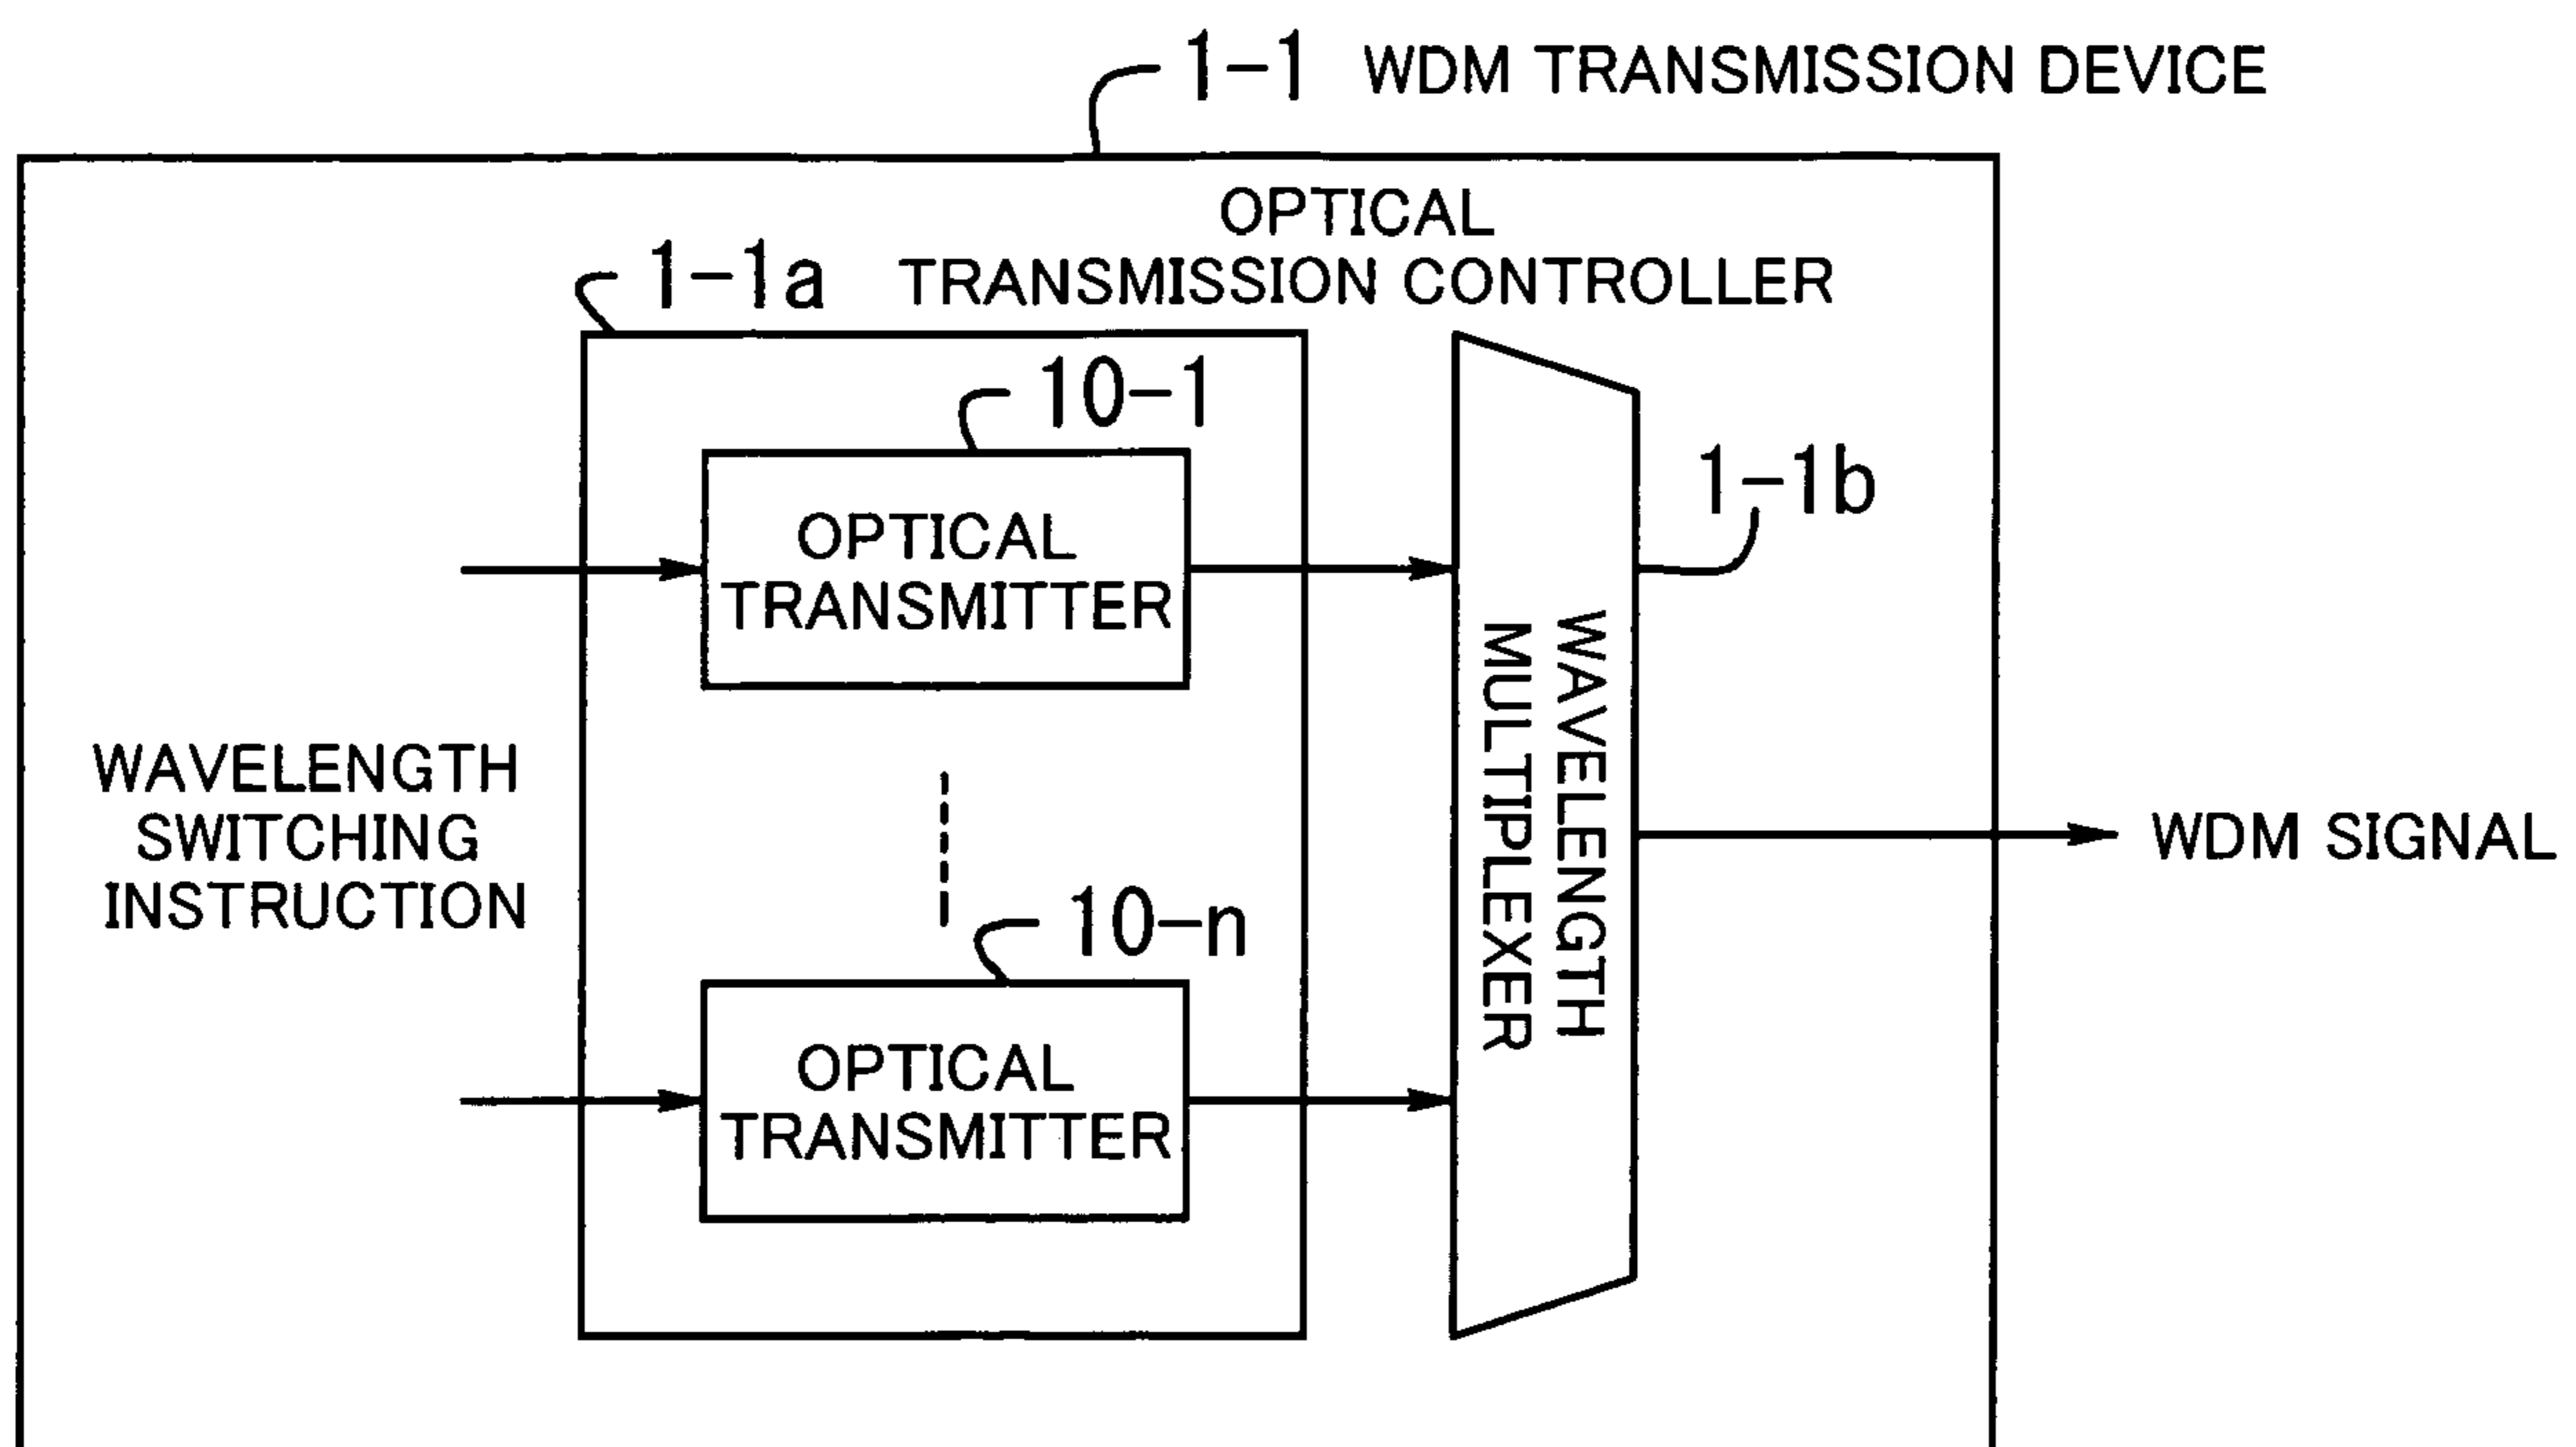 1-1 WDM TRANSMISSION DEVICE
OPTICAL
1-1a TRANSMISSION CONTROLLER
10-1
OPTICAL
TRANSMITTER
1-1b
WAVELENGTH
MULTIPLEXER
WAVELENGTH
SWITCHING
INSTRUCTION
WDM SIGNAL
10-n
OPTICAL
TRANSMITTER